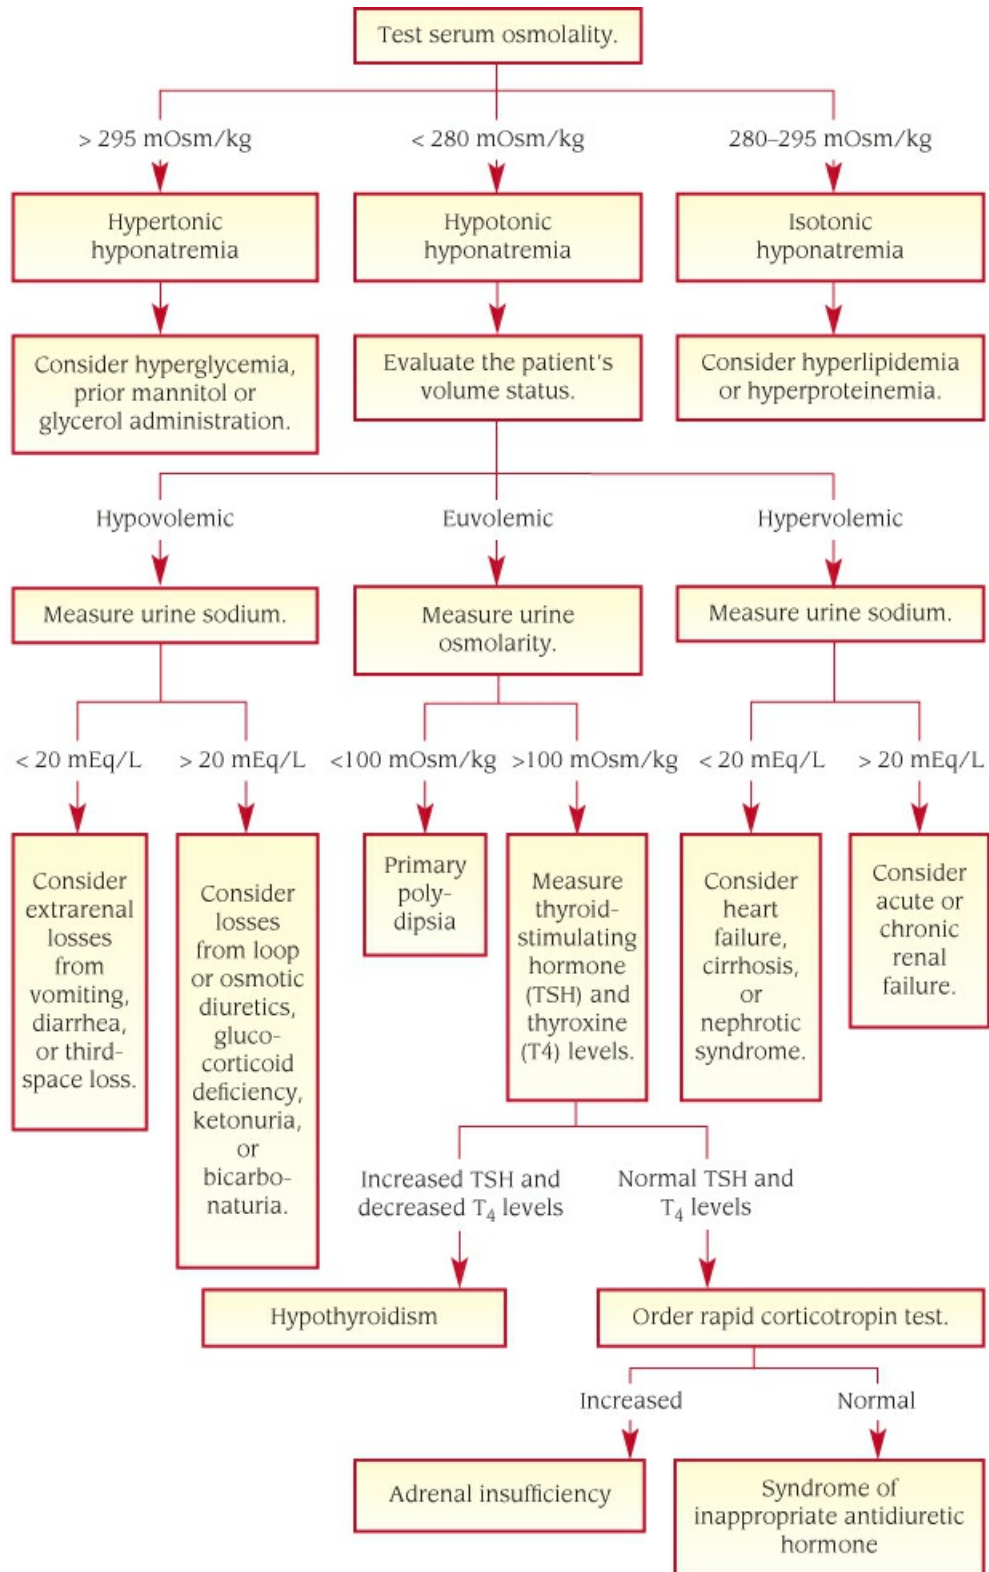 Test serum osmolality.
> 295 mOsm/kg
< 280 mOsm/kg
280–295 mOsm/kg
Hypertonic
hyponatremia
Hypotonic
hyponatremia
Isotonic
hyponatremia
Consider hyperglycemia,
prior mannitol or
glycerol administration.
Evaluate the patient's
volume status.
Consider hyperlipidemia
or hyperproteinemia.
Hypovolemic
Euvolemic
Hypervolemic
Measure urine sodium.
Measure urine
osmolarity.
Measure urine sodium.
< 20 mEq/L
> 20 mEq/L
<100 mOsm/kg
>100 mOsm/kg
< 20 mEq/L
> 20 mEq/L
Consider
extrarenal
losses
from
vomiting,
diarrhea,
or third-
space loss.
Consider
losses
from loop
or osmotic
diuretics,
gluco-
corticoid
deficiency,
ketonuria,
or
bicarbo-
naturia.
Primary
poly-
dipsia
Measure
thyroid-
stimulating
hormone
(TSH) and
thyroxine
(T4) levels.
Consider
heart
failure,
cirrhosis,
or
nephrotic
syndrome.
Consider
acute or
chronic
renal
failure.
Increased TSH and
decreased T4 levels
Normal TSH and
T4 levels
Hypothyroidism
Order rapid corticotropin test.
Increased
Normal
Adrenal insufficiency
Syndrome of
inappropriate antidiuretic
hormone